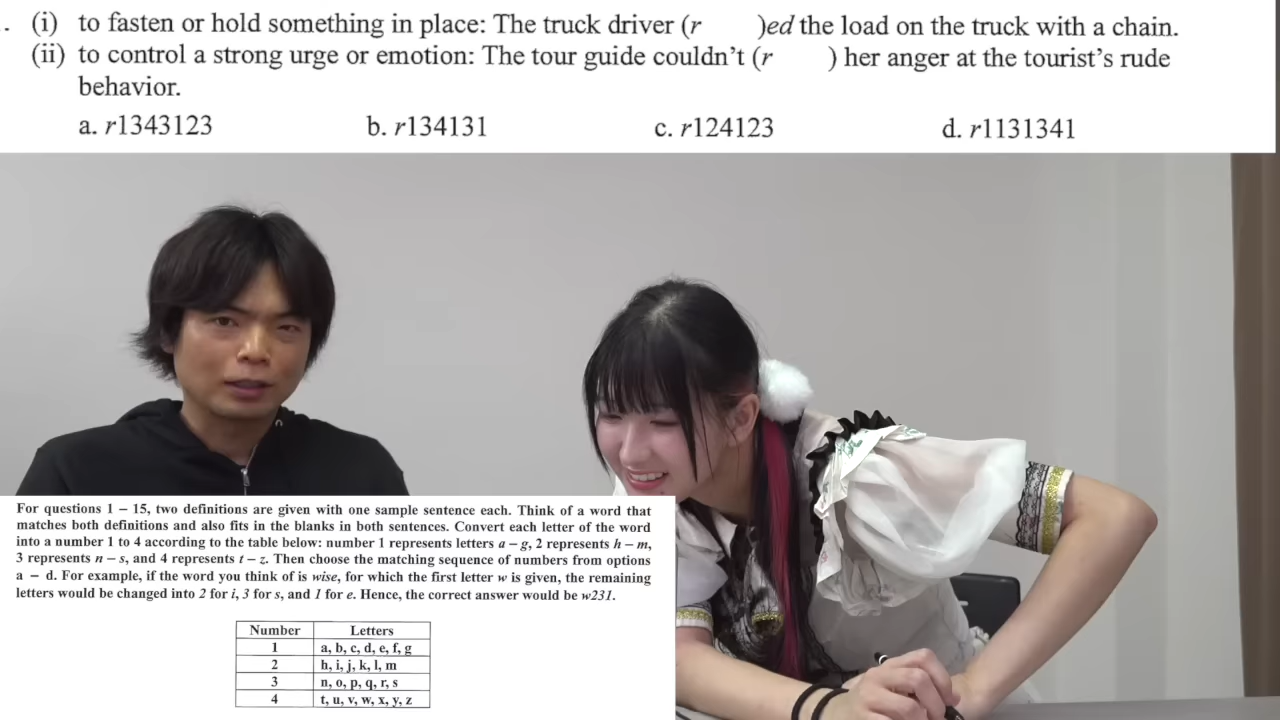 . (i) to fasten or hold something in place: The truck driver (r )ed the load on the truck with a chain.
(ii) to control a strong urge or emotion: The tour guide couldn't (r ) her anger at the tourist's rude
behavior.
a. r1343123 b. r134131 c. r124123 d. r1131341
For questions 1 – 15, two definitions are given with one sample sentence each. Think of a word that
matches both definitions and also fits in the blanks in both sentences. Convert each letter of the word
into a number 1 to 4 according to the table below: number 1 represents letters a – g, 2 represents h – m,
3 represents n – s, and 4 represents t – z. Then choose the matching sequence of numbers from options
a – d. For example, if the word you think of is wise, for which the first letter w is given, the remaining
letters would be changed into 2 for i, 3 for s, and 1 for e. Hence, the correct answer would be w231.
Number Letters
1 a, b, c, d, e, f, g
2 h, i, j, k, l, m
3 n, o, p, q, r, s
4 t, u, v, w, x, y, z